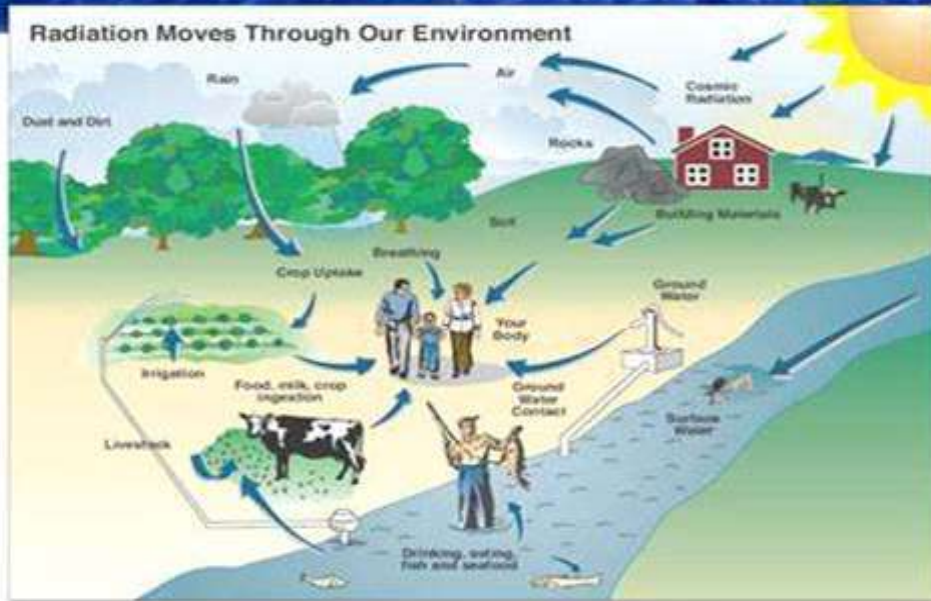 Radiation Moves Through Our Environment
Rain
Air
Cosmic
Radiation
Dust and Dirt
Rocks
Building Materials
Soil
Breathing
Crop Uptake
Ground
Water
Your
Body
Irrigation
Food, milk, crop
ingestion
Ground
Water
Contact
Surface
Water
Livestock
Drinking, eating,
fish and seafood